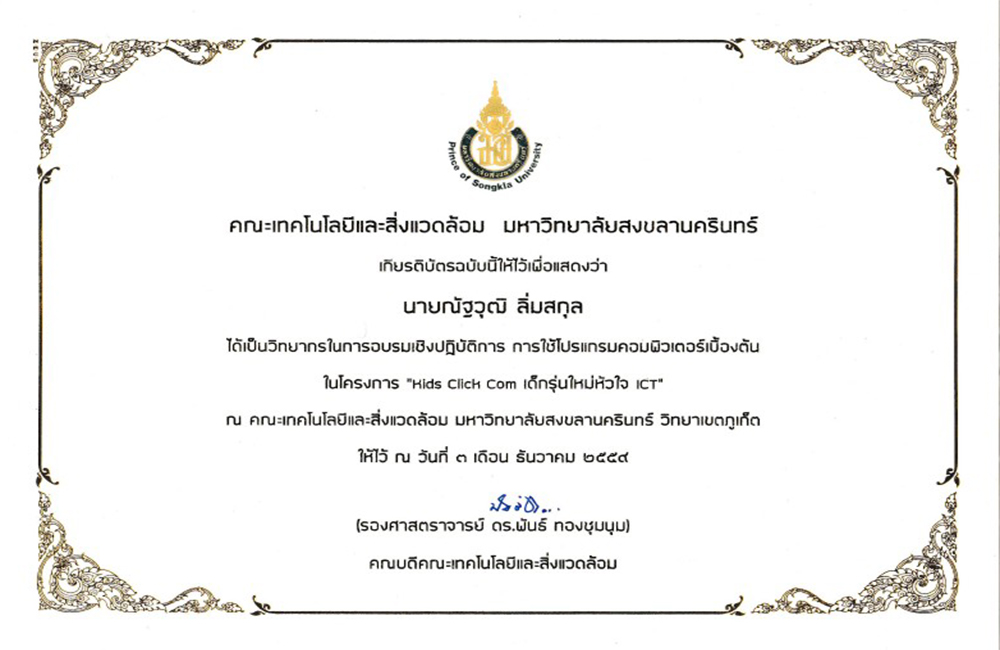 Prince of Songkla University
คณะเทคโนโลยีและสิ่งแวดล้อม มหาวิทยาลัยสงขลานครินทร์
เกียรติบัตรฉบับนี้ให้ไว้เพื่อแสดงว่า
นายณัฐวุฒิ ลิ่มสกุล
ได้เป็นวิทยากรในการอบรมเชิงปฏิบัติการ การใช้โปรแกรมคอมพิวเตอร์เบื้องต้น
ในโครงการ "Kids Click Com เด็กรุ่นใหม่หัวใจ ICT"
ณ คณะเทคโนโลยีและสิ่งแวดล้อม มหาวิทยาลัยสงขลานครินทร์ วิทยาเขตภูเก็ต
ให้ไว้ ณ วันที่ ๓ เดือน ธันวาคม ๒๕๕๙
(รองศาสตราจารย์ ดร.พันธ์ ทองชุมนุม)
คณบดีคณะเทคโนโลยีและสิ่งแวดล้อม